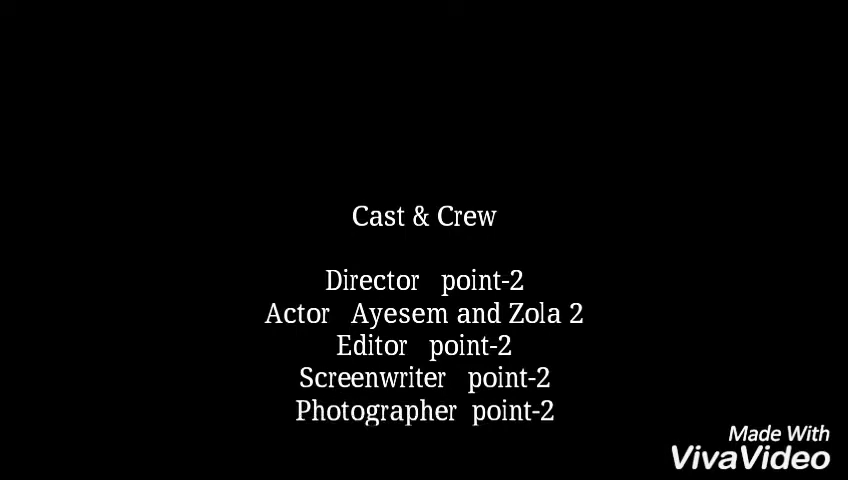 Cast & Crew
Director point-2
Actor Ayesem and Zola 2
Editor point-2
Screenwriter point-2
Photographer point-2
Made With
VivaVideo